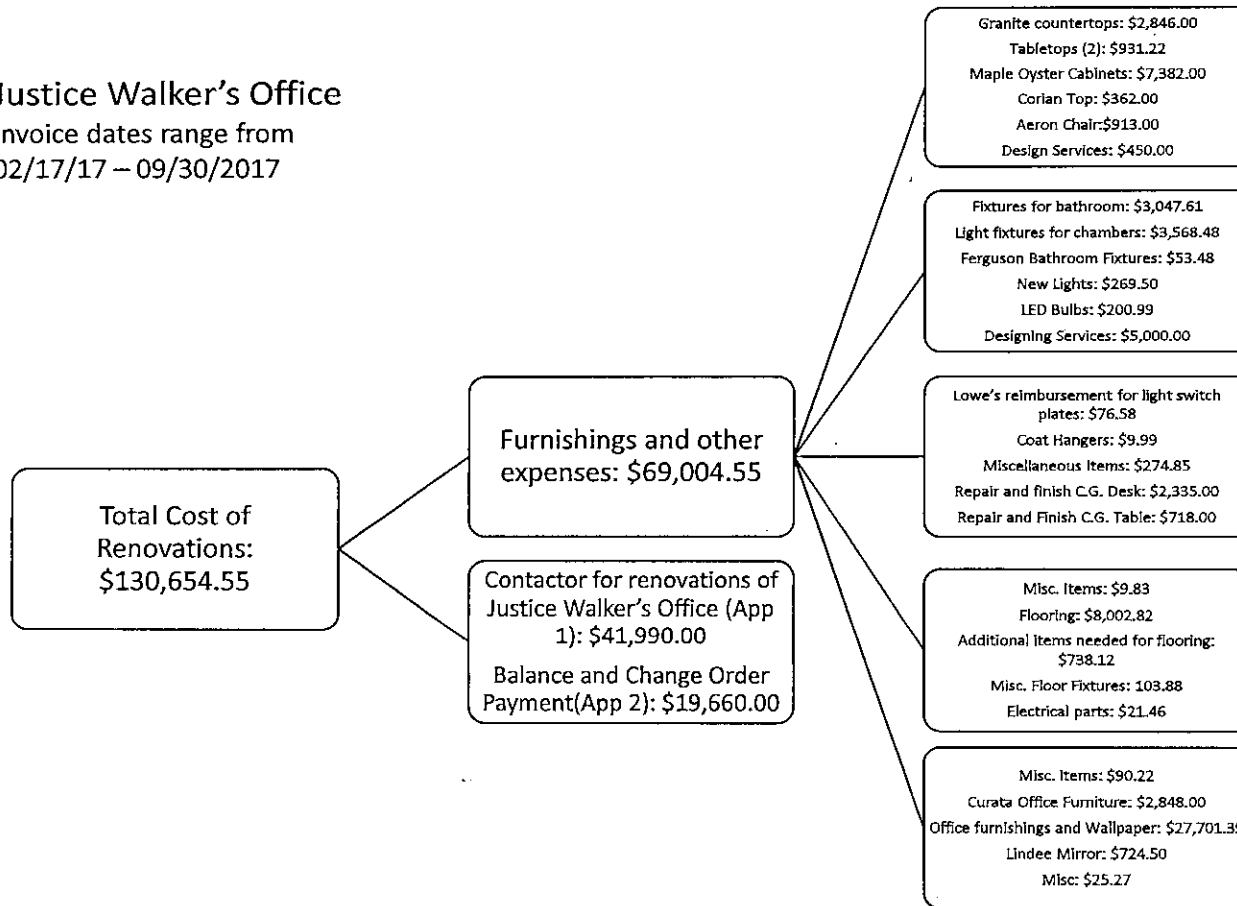 Justice Walker's Office
Invoice dates range from
02/17/17 – 09/30/2017
Total Cost of
Renovations:
$130,654.55
Furnishings and other
expenses: $69,004.55
Contactor for renovations of
Justice Walker's Office (App
1): $41,990.00
Balance and Change Order
Payment(App 2): $19,660.00
Granite countertops: $2,846.00
Tabletops (2): $931.22
Maple Oyster Cabinets: $7,382.00
Corian Top: $362.00
Aeron Chair:$913.00
Design Services: $450.00
Fixtures for bathroom: $3,047.61
Light fixtures for chambers: $3,568.48
Ferguson Bathroom Fixtures: $53.48
New Lights: $269.50
LED Bulbs: $200.99
Designing Services: $5,000.00
Lowe's reimbursement for light switch
plates: $76.58
Coat Hangers: $9.99
Miscellaneous Items: $274.85
Repair and finish C.G. Desk: $2,335.00
Repair and Finish C.G. Table: $718.00
Misc. Items: $9.83
Flooring: $8,002.82
Additional items needed for flooring:
$738.12
Misc. Floor Fixtures: 103.88
Electrical parts: $21.46
Misc. Items: $90.22
Curata Office Furniture: $2,848.00
Office furnishings and Wallpaper: $27,701.39
Lindee Mirror: $724.50
Misc: $25.27